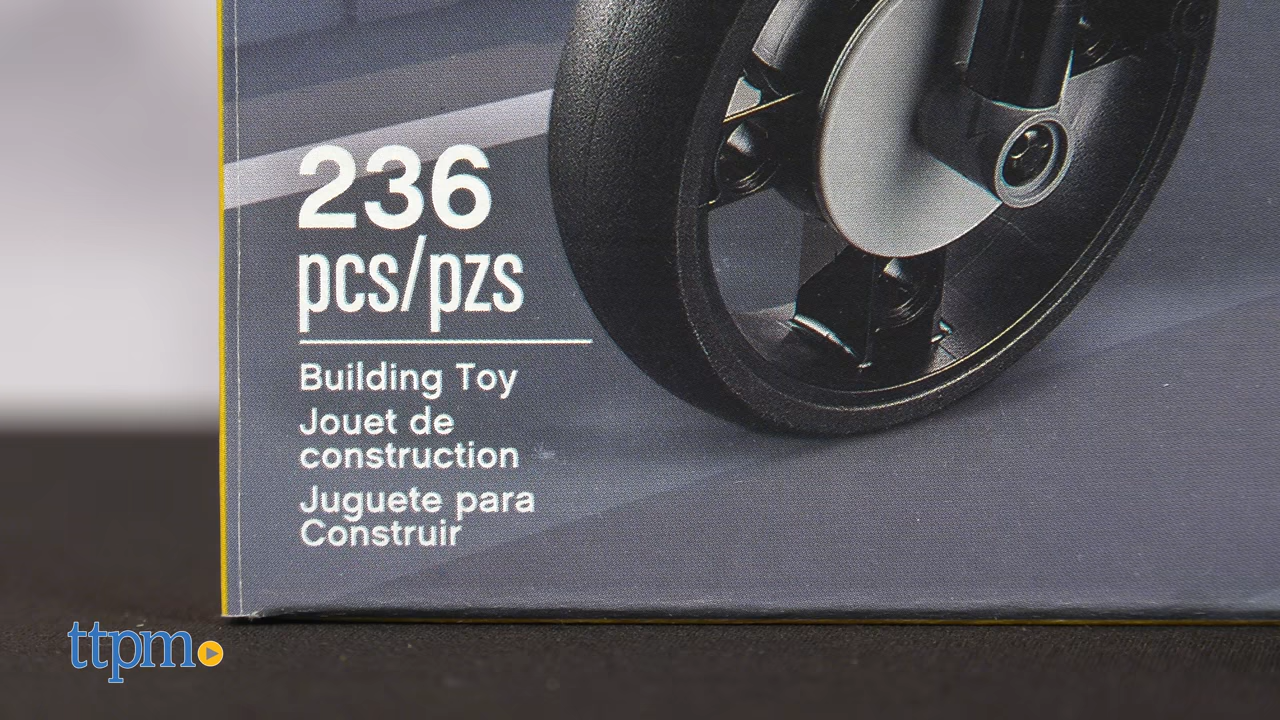 236
pcs/pzs
Building Toy
Jouet de
construction
Juguete para
Construir
ttpm